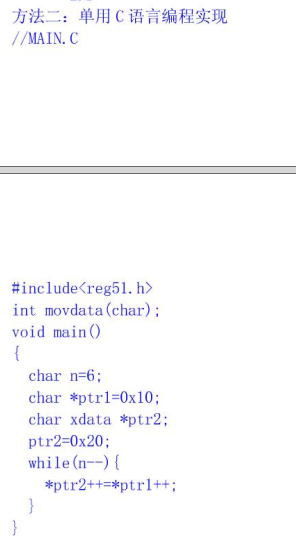 方法二：单用 C 语言编程实现
//MAIN.C
#include<reg51.h>
int movdata(char);
void main()
{
  char n=6;
  char *ptr1=0x10;
  char xdata *ptr2;
  ptr2=0x20;
  while(n--){
    *ptr2++=*ptr1++;
  }
}